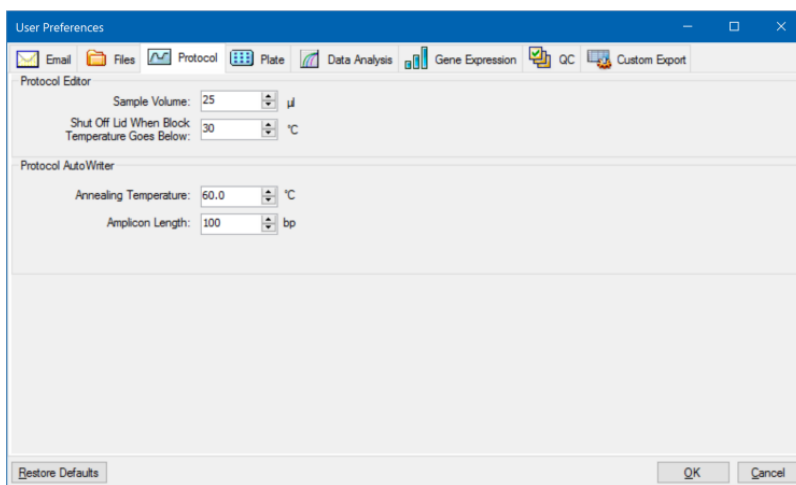 User Preferences
Email Files Protocol Plate Data Analysis Gene Expression QC Custom Export
Protocol Editor
Sample Volume: 25 µl
Shut Off Lid When Block
Temperature Goes Below: 30 °C
Protocol AutoWriter
Annealing Temperature: 60.0 °C
Amplicon Length: 100 bp
Restore Defaults OK Cancel